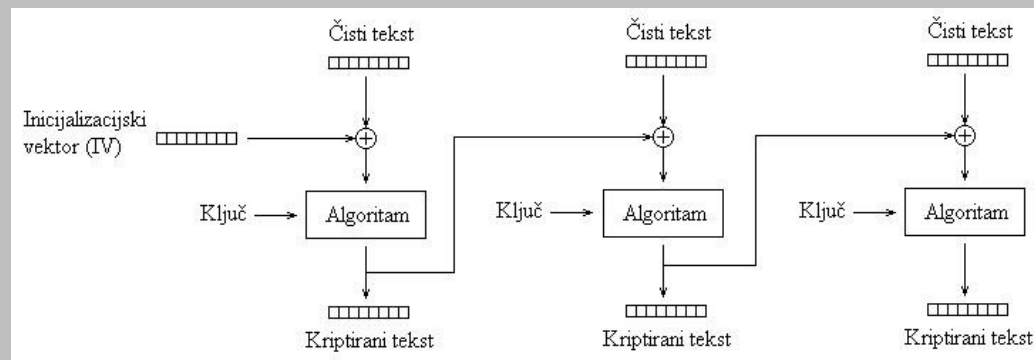 Čisti tekst
Čisti tekst
Čisti tekst
Inicijalizacijski
vektor (IV)
Ključ
Algoritam
Ključ
Algoritam
Ključ
Algoritam
Kriptirani tekst
Kriptirani tekst
Kriptirani tekst